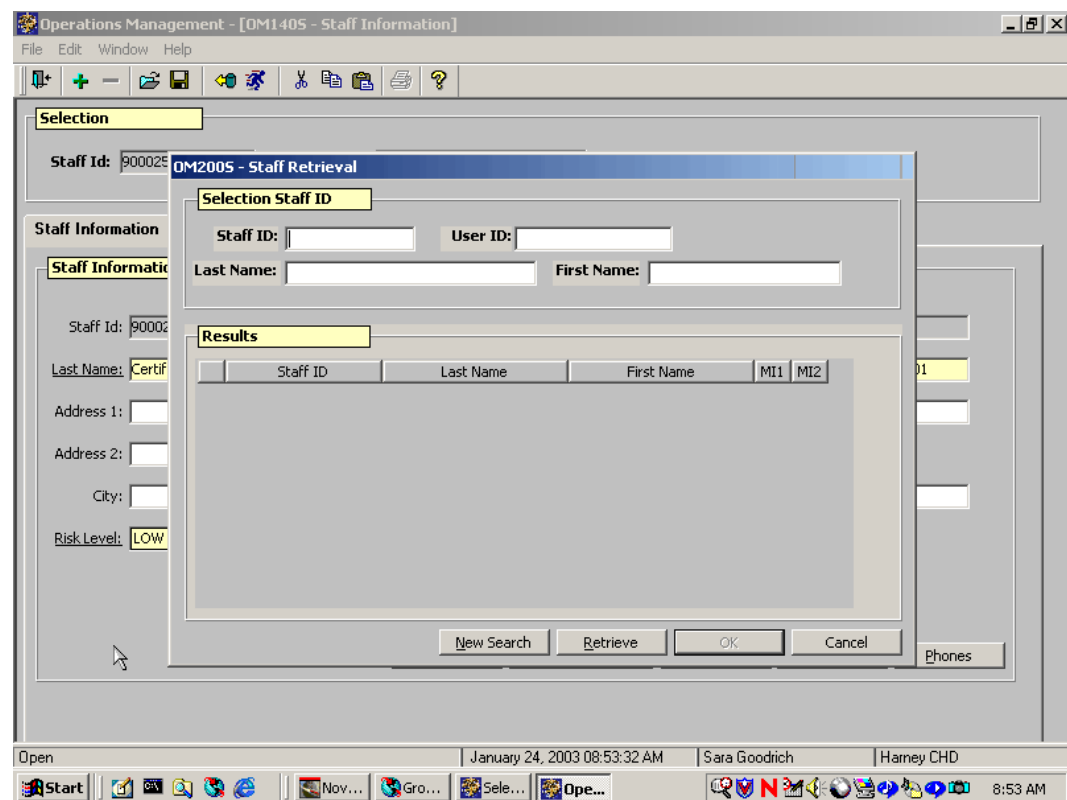 Operations Management - [OM140S - Staff Information]
File Edit Window Help
Selection
Staff Id: 900025
OM200S - Staff Retrieval
Selection Staff ID
Staff ID: User ID:
Last Name: First Name:
Results
Staff ID Last Name First Name MI1 MI2
New Search Retrieve OK Cancel
Staff Information
Staff Informatio
Staff Id: 90002
Last Name: Certif 01
Address 1:
Address 2:
City:
Risk Level: LOW
Phones
Open January 24, 2003 08:53:32 AM Sara Goodrich Harney CHD
Start Nov... Gro... Sele... Ope... N 8:53 AM